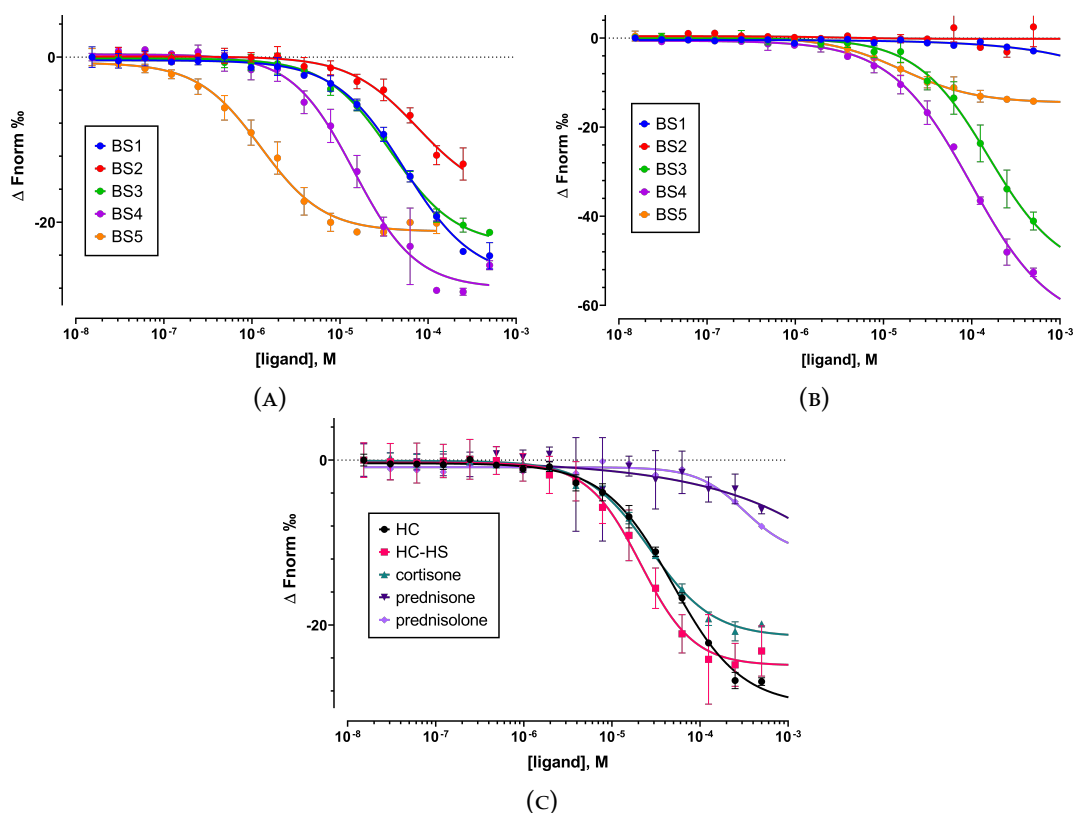 0
-20
Δ Fnorm ‰
BS1
BS2
BS3
BS4
BS5
10⁻⁸ 10⁻⁷ 10⁻⁶ 10⁻⁵ 10⁻⁴ 10⁻³
[ligand], M
(A)
0
-20
-40
-60
Δ Fnorm ‰
BS1
BS2
BS3
BS4
BS5
10⁻⁸ 10⁻⁷ 10⁻⁶ 10⁻⁵ 10⁻⁴ 10⁻³
[ligand], M
(B)
0
-20
Δ Fnorm ‰
HC
HC-HS
cortisone
prednisone
prednisolone
10⁻⁸ 10⁻⁷ 10⁻⁶ 10⁻⁵ 10⁻⁴ 10⁻³
[ligand], M
(C)